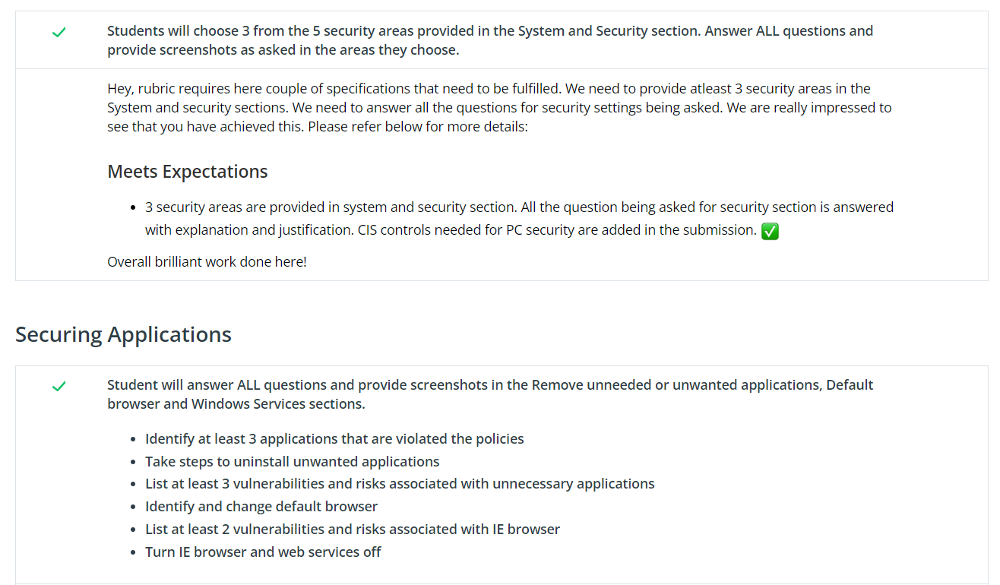 Students will choose 3 from the 5 security areas provided in the System and Security section. Answer ALL questions and
provide screenshots as asked in the areas they choose.
Hey, rubric requires here couple of specifications that need to be fulfilled. We need to provide atleast 3 security areas in the
System and security sections. We need to answer all the questions for security settings being asked. We are really impressed to
see that you have achieved this. Please refer below for more details:
Meets Expectations
3 security areas are provided in system and security section. All the question being asked for security section is answered
with explanation and justification. CIS controls needed for PC security are added in the submission. ✅
Overall brilliant work done here!
Securing Applications
Student will answer ALL questions and provide screenshots in the Remove unneeded or unwanted applications, Default
browser and Windows Services sections.
Identify at least 3 applications that are violated the policies
Take steps to uninstall unwanted applications
List at least 3 vulnerabilities and risks associated with unnecessary applications
Identify and change default browser
List at least 2 vulnerabilities and risks associated with IE browser
Turn IE browser and web services off